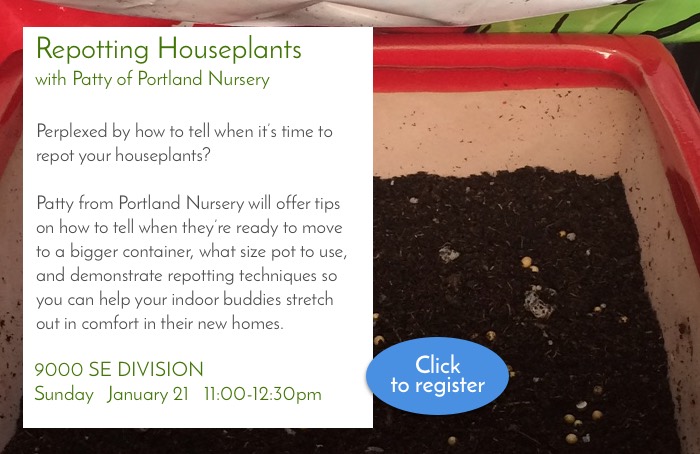 Repotting Houseplants
with Patty of Portland Nursery
Perplexed by how to tell when it's time to
repot your houseplants?
Patty from Portland Nursery will offer tips
on how to tell when they're ready to move
to a bigger container, what size pot to use,
and demonstrate repotting techniques so
you can help your indoor buddies stretch
out in comfort in their new homes.
9000 SE DIVISION
Sunday January 21 11:00-12:30pm
Click
to register